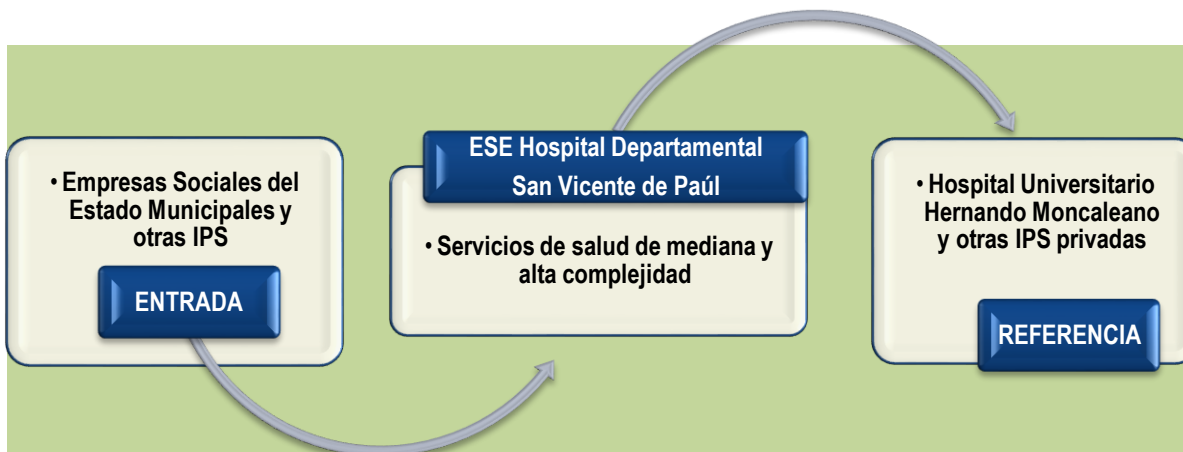 • Empresas Sociales del
Estado Municipales y
otras IPS
ENTRADA
ESE Hospital Departamental
San Vicente de Paúl
• Servicios de salud de mediana y
alta complejidad
• Hospital Universitario
Hernando Moncaleano
y otras IPS privadas
REFERENCIA